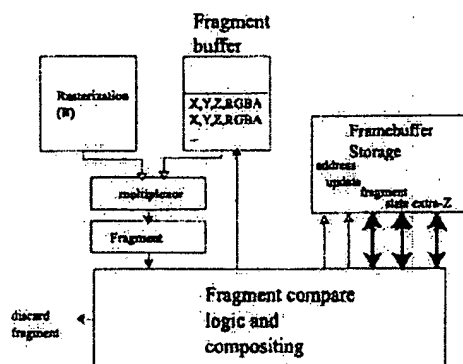 Fragment
buffer
Rasterization
(R)
X,Y,Z,RGBA
X,Y,Z,RGBA
...
Framebuffer
Storage
address
update
fragment
state extra-Z
multiplexor
Fragment
Fragment compare
logic and
compositing
discard
fragment